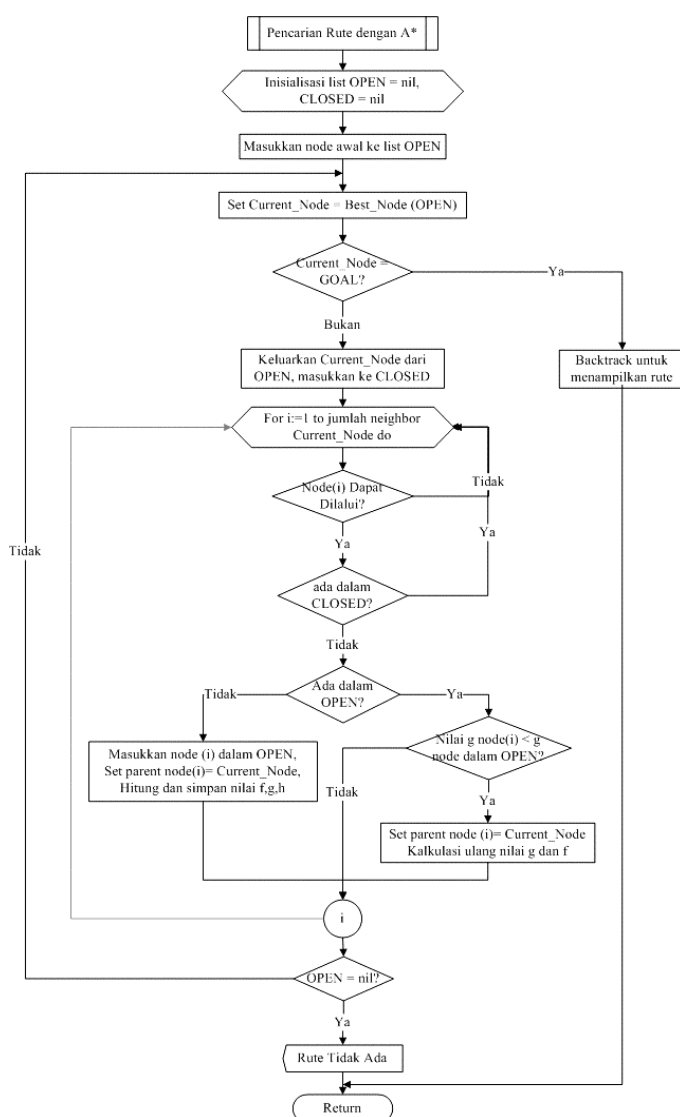 Pencarian Rute dengan A*
Inisialisasi list OPEN = nil,
CLOSED = nil
Masukkan node awal ke list OPEN
Set Current_Node = Best_Node (OPEN)
Current_Node =
GOAL?
Ya
Bukan
Keluarkan Current_Node dari
OPEN, masukkan ke CLOSED
Backtrack untuk
menampilkan rute
For i:=1 to jumlah neighbor
Current_Node do
Tidak
Node(i) Dapat
Dilalui?
Ya
Ya
Tidak
ada dalam
CLOSED?
Tidak
Ada dalam
OPEN?
Tidak
Ya
Nilai g node(i) < g
node dalam OPEN?
Masukkan node (i) dalam OPEN,
Set parent node(i)= Current_Node,
Hitung dan simpan nilai f,g,h
Tidak
Ya
Set parent node (i)= Current_Node
Kalkulasi ulang nilai g dan f
i
OPEN = nil?
Ya
Rute Tidak Ada
Return